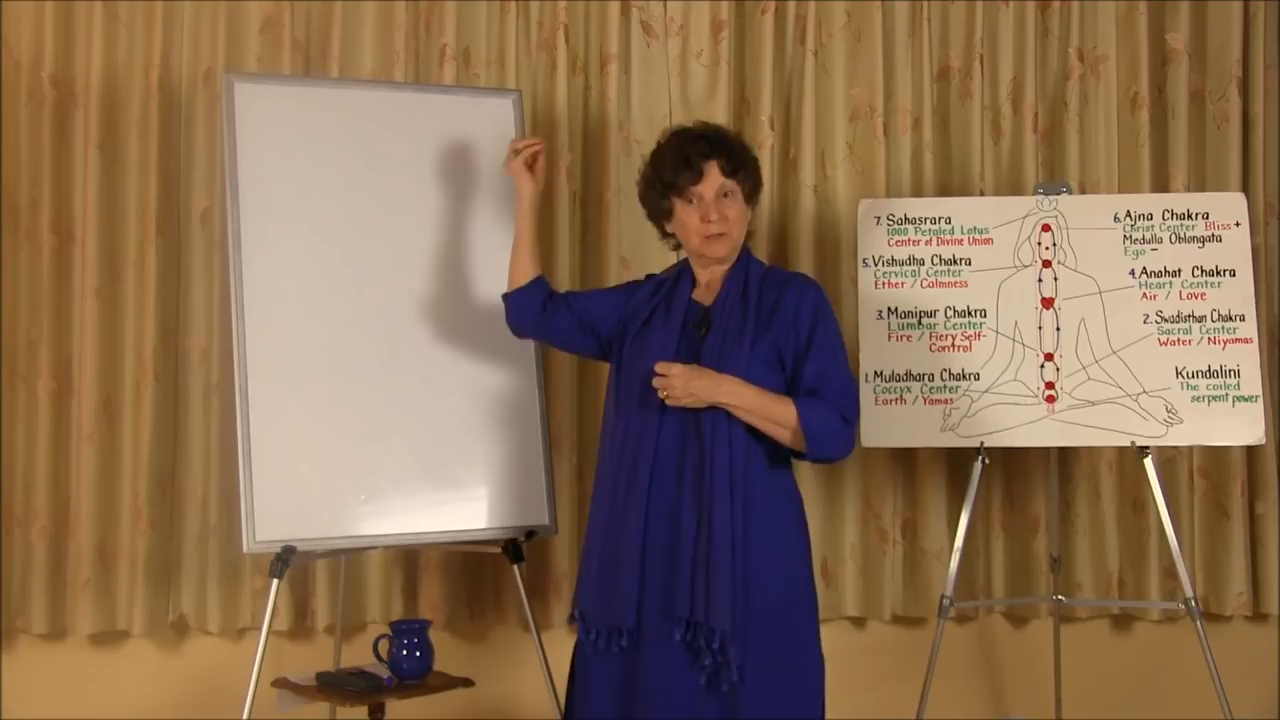 7. Sahasrara
1000 Petaled Lotus
Center of Divine Union
6. Ajna Chakra
Christ Center Bliss +
Medulla Oblongata
Ego -
5. Vishudha Chakra
Cervical Center
Ether / Calmness
4. Anahat Chakra
Heart Center
Air / Love
3. Manipur Chakra
Lumbar Center
Fire / Fiery Self-
Control
2. Swadisthan Chakra
Sacral Center
Water / Niyamas
1. Muladhara Chakra
Coccyx Center
Earth / Yamas
Kundalini
The coiled
serpent power